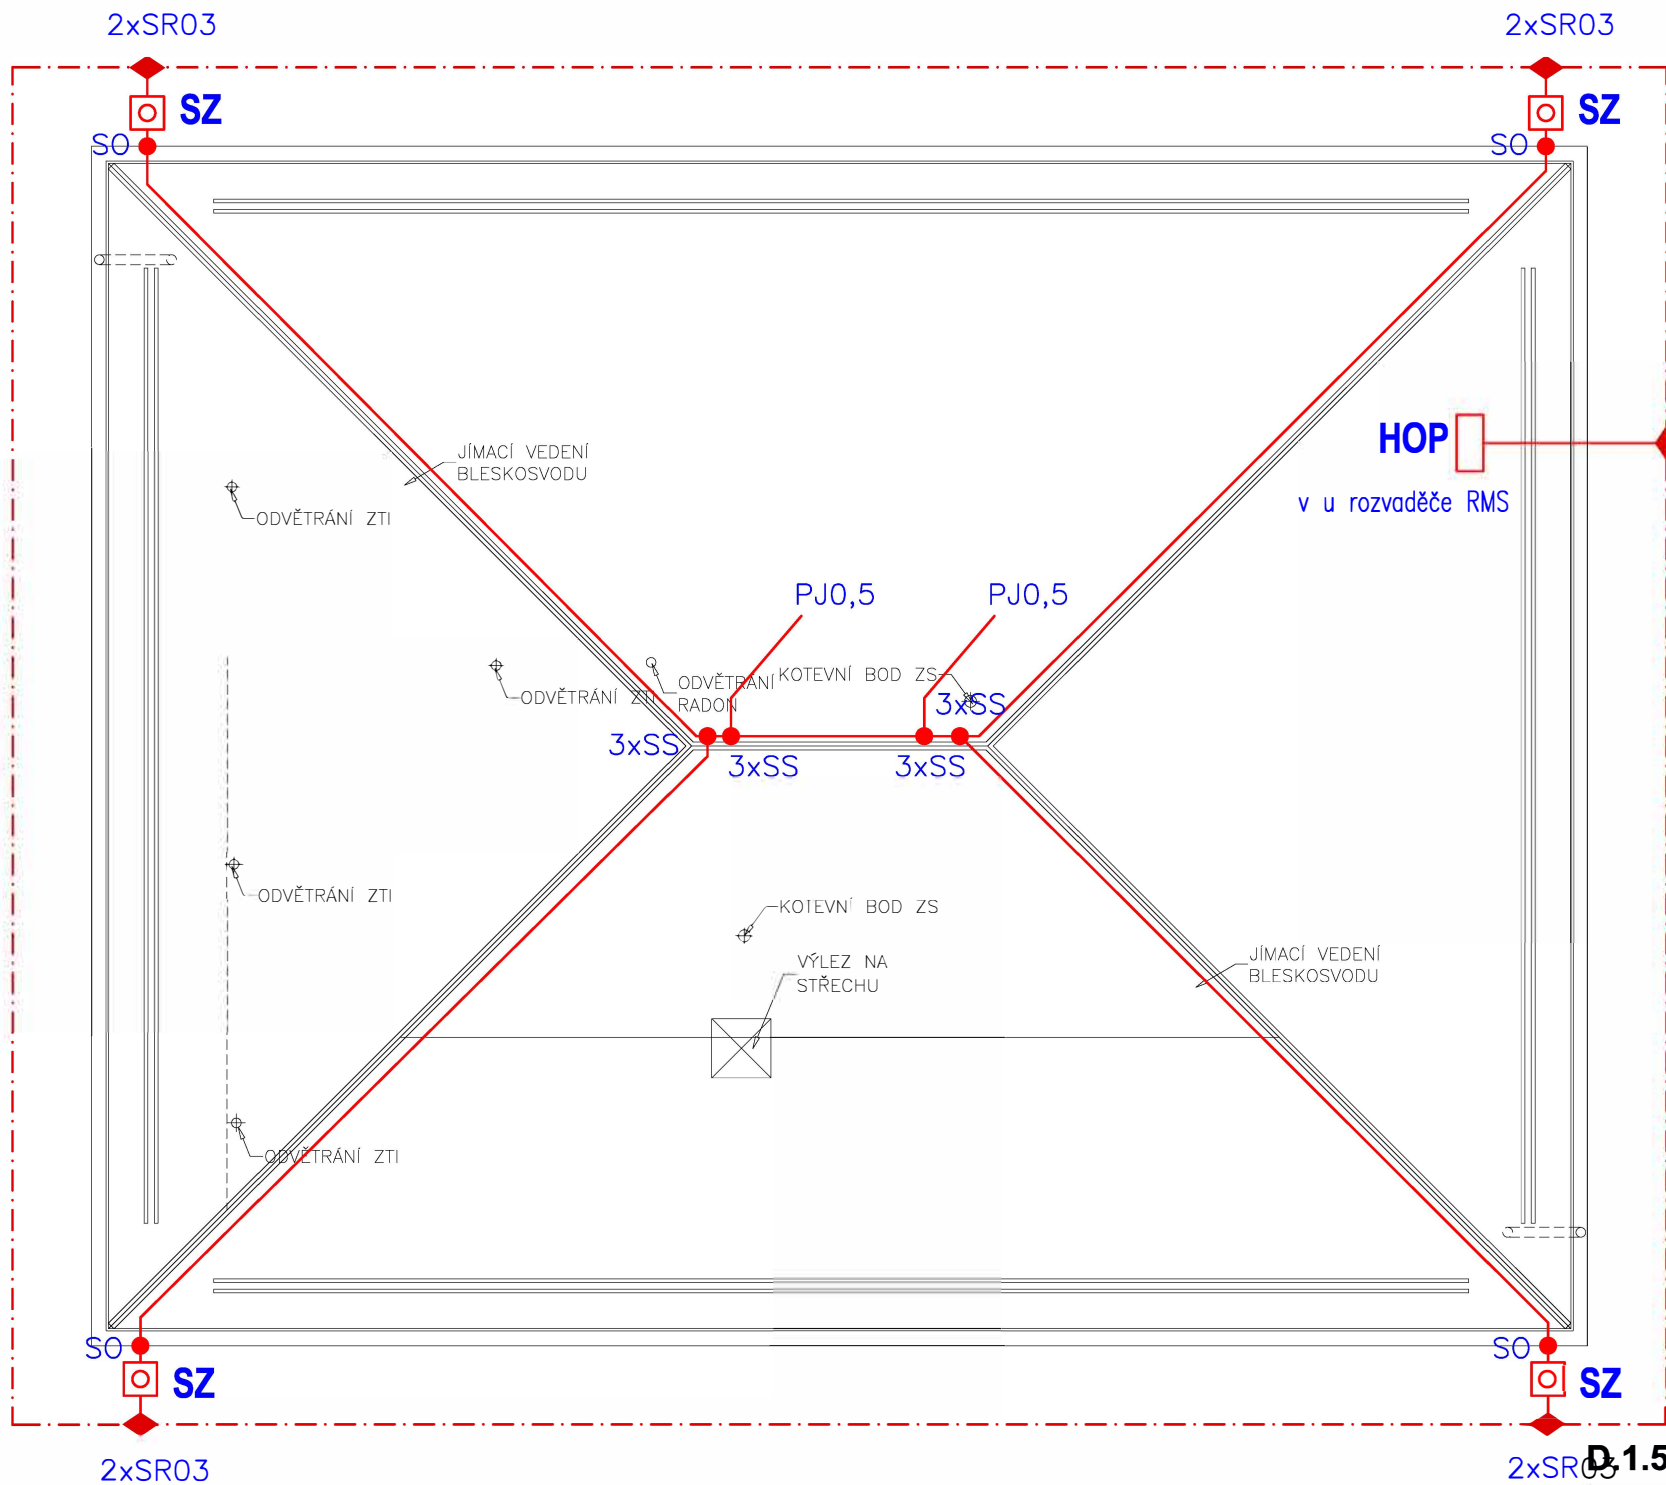 2xSR03
2xSR03
SZ
SZ
SO
SO
JÍMACÍ VEDENÍ
BLESKOSVODU
HOP
v u rozvaděče RMS
ODVĚTRÁNÍ ZTI
PJ0,5
PJ0,5
ODVĚTRÁNÍ ZTI
ODVĚTRÁNÍ
RADON
KOTEVNÍ BOD ZS
3xSS
3xSS
3xSS
3xSS
ODVĚTRÁNÍ ZTI
KOTEVNÍ BOD ZS
VÝLEZ NA
STŘECHU
JÍMACÍ VEDENÍ
BLESKOSVODU
ODVĚTRÁNÍ ZTI
SO
SO
SZ
SZ
2xSR03
2xSR03
D.1.5